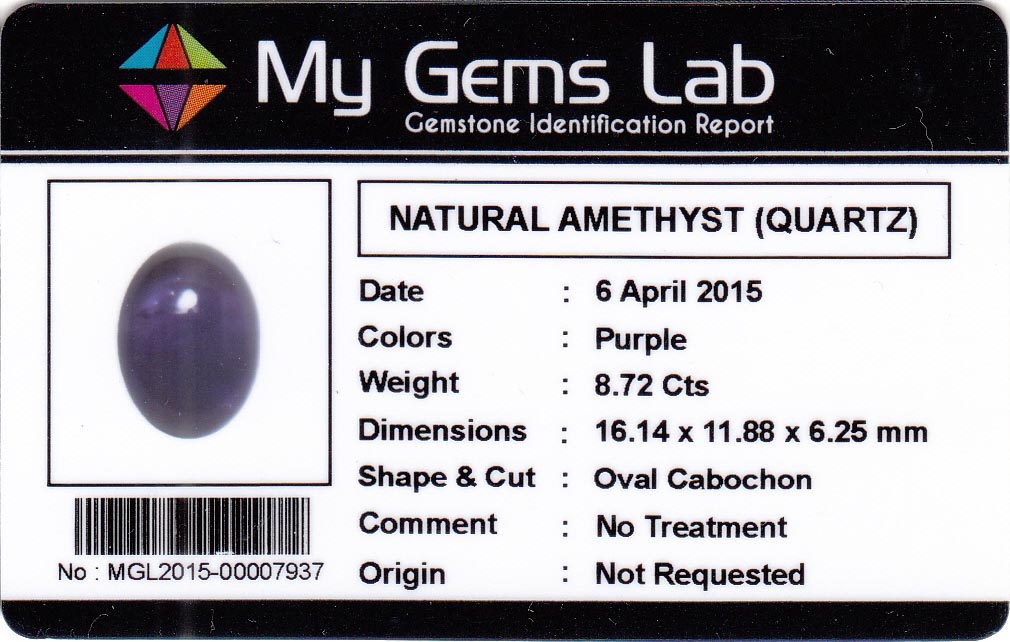 My Gems Lab
Gemstone Identification Report
NATURAL AMETHYST (QUARTZ)
Date : 6 April 2015
Colors : Purple
Weight : 8.72 Cts
Dimensions : 16.14 x 11.88 x 6.25 mm
Shape & Cut : Oval Cabochon
Comment : No Treatment
Origin : Not Requested
No : MGL2015-00007937